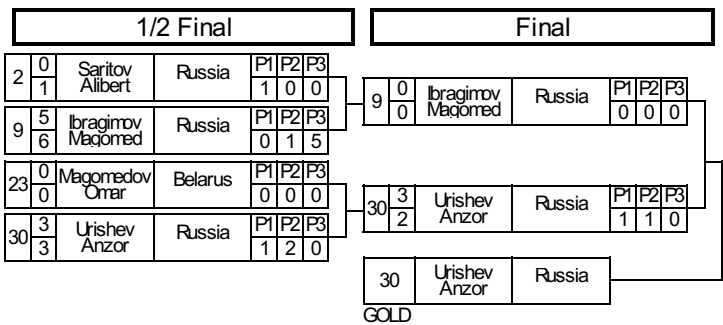 1/2 Final
Final
2 0 1 Saritov Alibert Russia P1 P2 P3 1 0 0
9 5 6 Ibragimov Magomed Russia P1 P2 P3 0 1 5
23 0 0 Magomedov Omar Belarus P1 P2 P3 0 0 0
30 3 3 Urishev Anzor Russia P1 P2 P3 1 2 0
9 0 0 Ibragimov Magomed Russia P1 P2 P3 0 0 0
30 3 2 Urishev Anzor Russia P1 P2 P3 1 1 0
30 Urishev Anzor Russia
GOLD